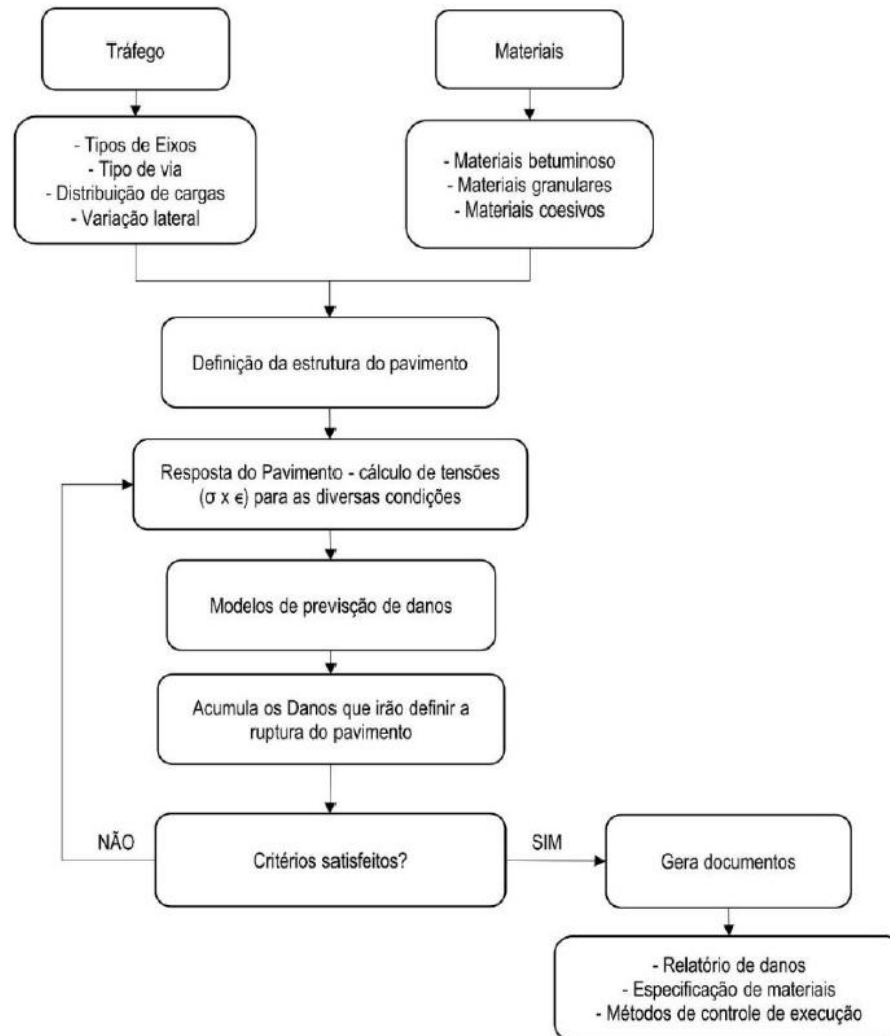 Tráfego
Materiais
- Tipos de Eixos
- Tipo de via
- Distribuição de cargas
- Variação lateral
- Materiais betuminoso
- Materiais granulares
- Materiais coesivos
Definição da estrutura do pavimento
Resposta do Pavimento - cálculo de tensões
(σ x ϵ) para as diversas condições
Modelos de previsção de danos
Acumula os Danos que irão definir a
ruptura do pavimento
NÃO
Critérios satisfeitos?
SIM
Gera documentos
- Relatório de danos
- Especificação de materiais
- Métodos de controle de execução